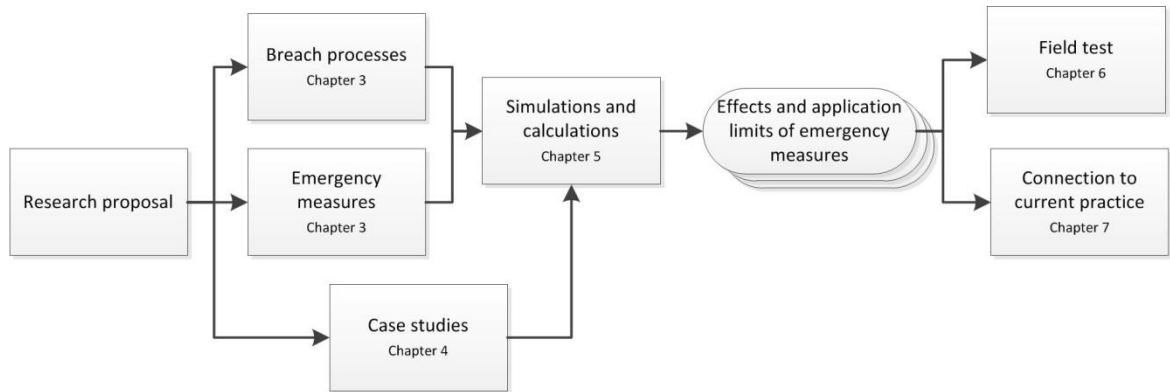 Research proposal
Breach processes
Chapter 3
Emergency
measures
Chapter 3
Case studies
Chapter 4
Simulations and
calculations
Chapter 5
Effects and application
limits of emergency
measures
Field test
Chapter 6
Connection to
current practice
Chapter 7